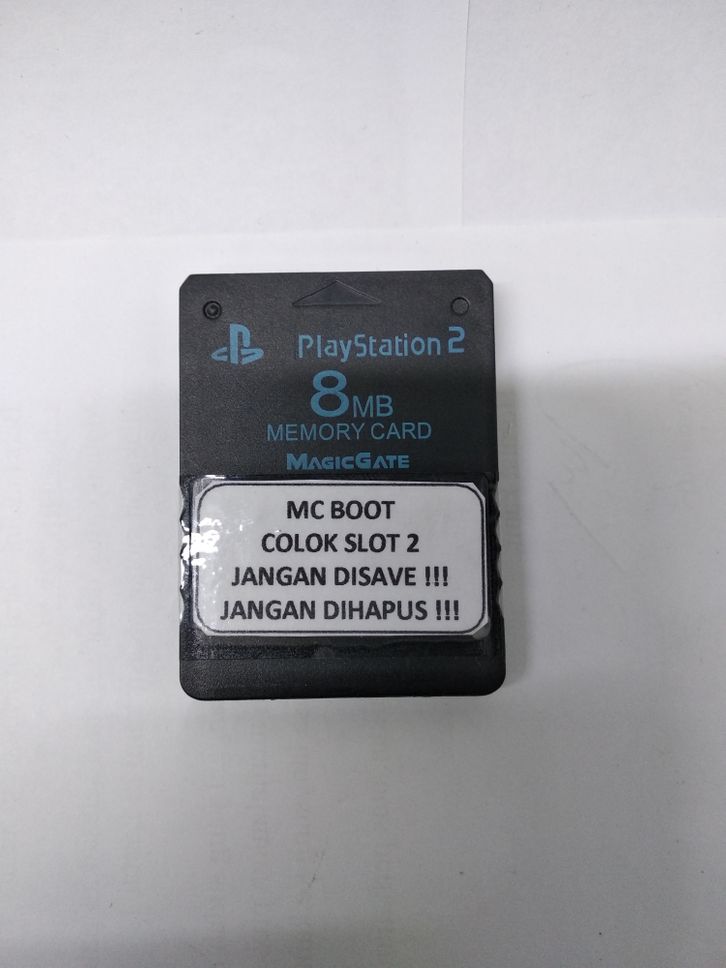 PlayStation 2
8MB
MEMORY CARD
MAGICGATE
MC BOOT
COLOK SLOT 2
JANGAN DISAVE !!!
JANGAN DIHAPUS !!!